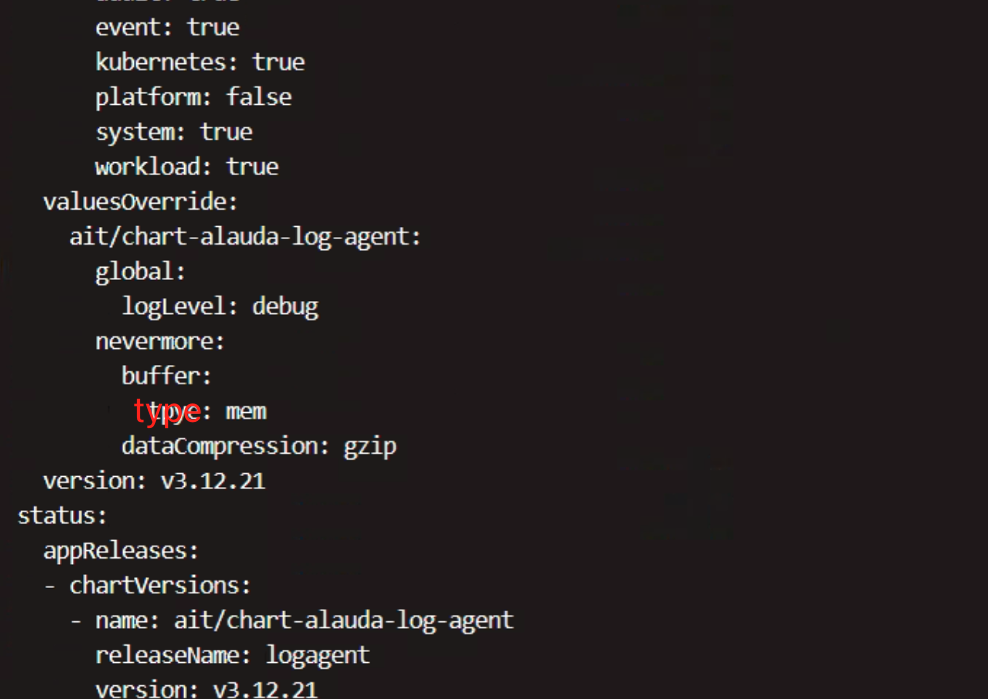 event: true
kubernetes: true
platform: false
system: true
workload: true
valuesOverride:
ait/chart-alauda-log-agent:
global:
logLevel: debug
nevermore:
buffer:
type: mem
dataCompression: gzip
version: v3.12.21
status:
appReleases:
- chartVersions:
- name: ait/chart-alauda-log-agent
releaseName: logagent
version: v3.12.21